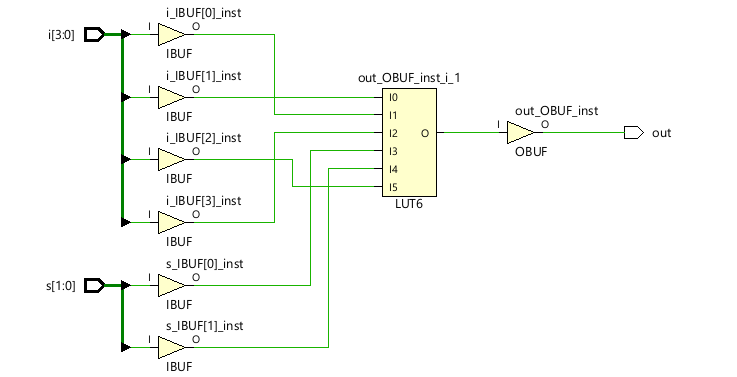 i_IBUF[0]_inst
i[3:0]
I
O
IBUF
i_IBUF[1]_inst
I
O
IBUF
i_IBUF[2]_inst
I
O
IBUF
i_IBUF[3]_inst
I
O
IBUF
s_IBUF[0]_inst
s[1:0]
I
O
IBUF
s_IBUF[1]_inst
I
O
IBUF
out_OBUF_inst_i_1
I0
I1
I2
I3
I4
I5
O
LUT6
out_OBUF_inst
I
O
OBUF
out